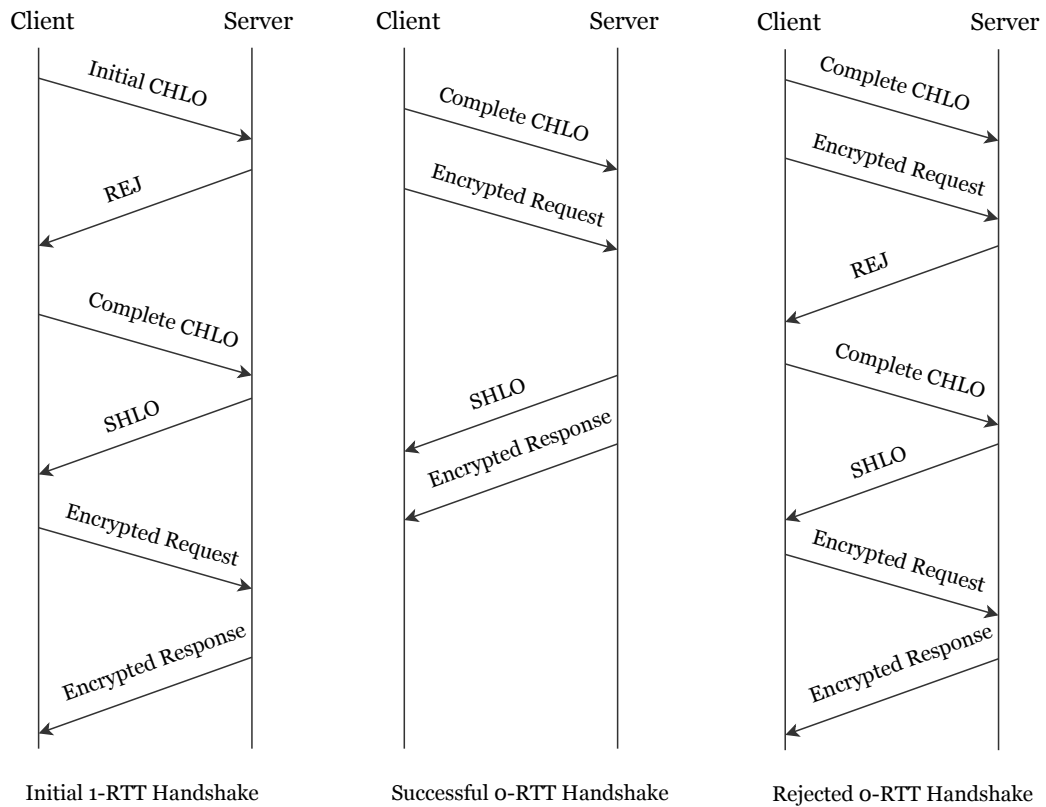 Client
Server
Initial CHLO
REJ
Complete CHLO
SHLO
Encrypted Request
Encrypted Response
Initial 1-RTT Handshake
Client
Server
Complete CHLO
Encrypted Request
SHLO
Encrypted Response
Successful 0-RTT Handshake
Client
Server
Complete CHLO
Encrypted Request
REJ
Complete CHLO
SHLO
Encrypted Request
Encrypted Response
Rejected 0-RTT Handshake